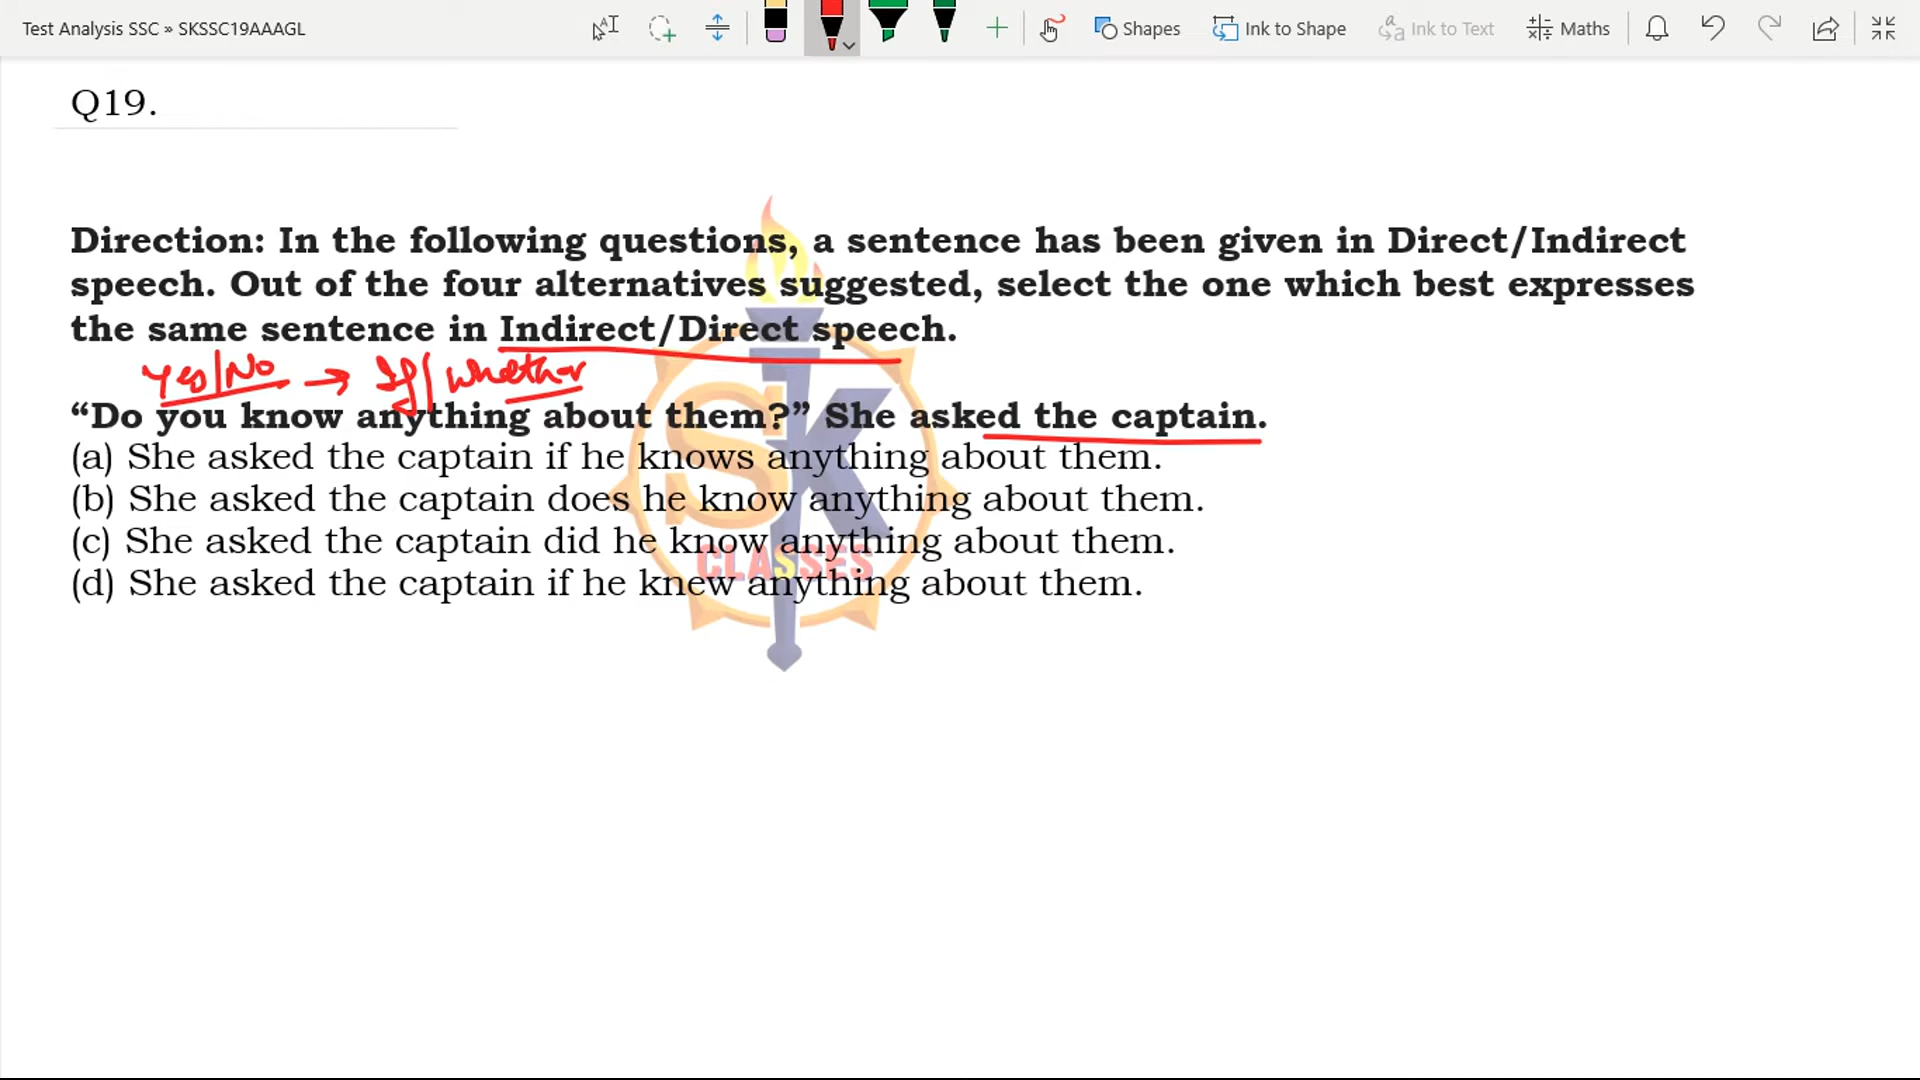 Test Analysis SSC » SKSSC19AAAGL
Shapes
Ink to Shape
Ink to Text
Maths
Q19.
Direction: In the following questions, a sentence has been given in Direct/Indirect
speech. Out of the four alternatives suggested, select the one which best expresses
the same sentence in Indirect/Direct speech.
Yes/No → If/whether
“Do you know anything about them?” She asked the captain.
(a) She asked the captain if he knows anything about them.
(b) She asked the captain does he know anything about them.
(c) She asked the captain did he know anything about them.
(d) She asked the captain if he knew anything about them.
SK
CLASSES